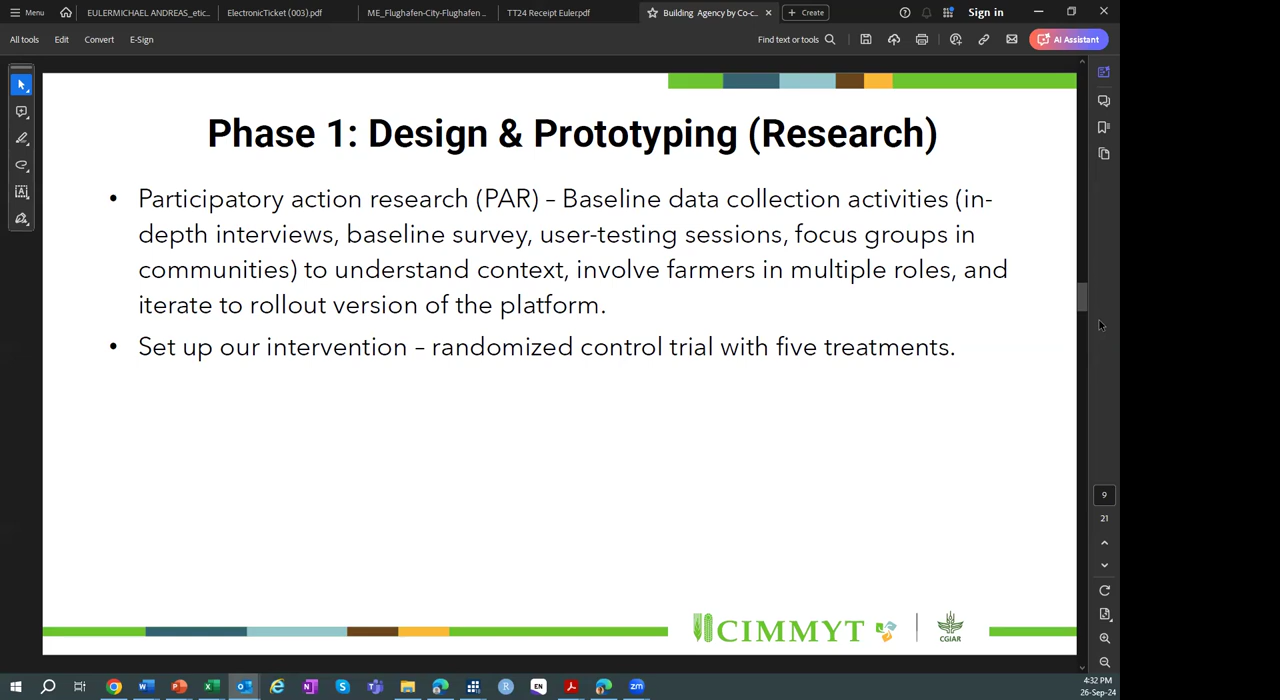 Menu
EULERMICHAEL ANDREAS_etic...
ElectronicTicket (003).pdf
ME_Flughafen-City-Flughafen ...
TT24 Receipt Euler.pdf
Building Agency by Co-c...
Create
Sign in
All tools
Edit
Convert
E-Sign
Find text or tools
AI Assistant
Phase 1: Design & Prototyping (Research)
• Participatory action research (PAR) – Baseline data collection activities (in-
depth interviews, baseline survey, user-testing sessions, focus groups in
communities) to understand context, involve farmers in multiple roles, and
iterate to rollout version of the platform.
• Set up our intervention – randomized control trial with five treatments.
9
21
CIMMYT
CGIAR
EN
4:32 PM
26-Sep-24